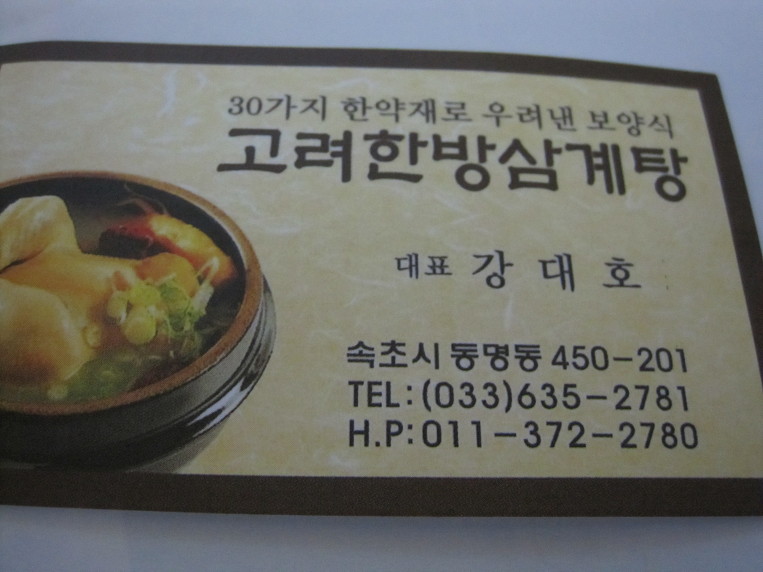 30가지 한약재로 우려낸 보양식
고려한방삼계탕
대표 강 대 호
속초시 동명동 450-201
TEL:(033)635-2781
H.P:011-372-2780